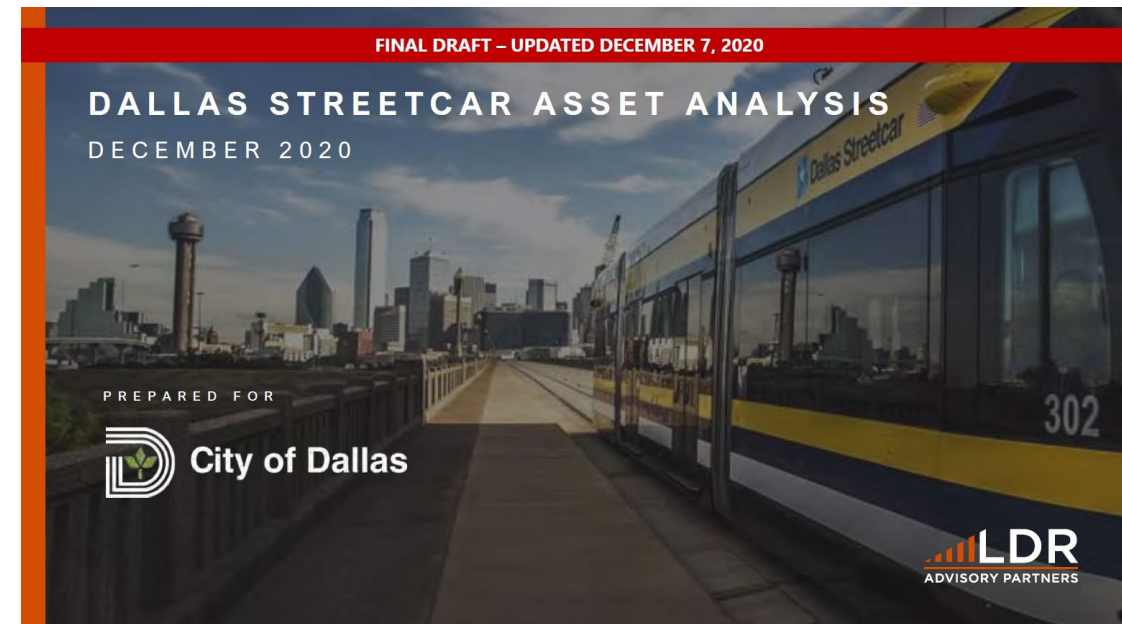 FINAL DRAFT – UPDATED DECEMBER 7, 2020
DALLAS STREETCAR ASSET ANALYSIS
DECEMBER 2020
Dallas Streetcar
PREPARED FOR
302
City of Dallas
LDR
ADVISORY PARTNERS